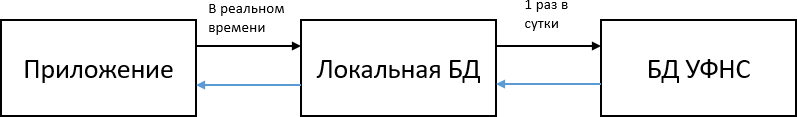 В реальном
времени
1 раз в
сутки
Приложение
Локальная БД
БД УФНС